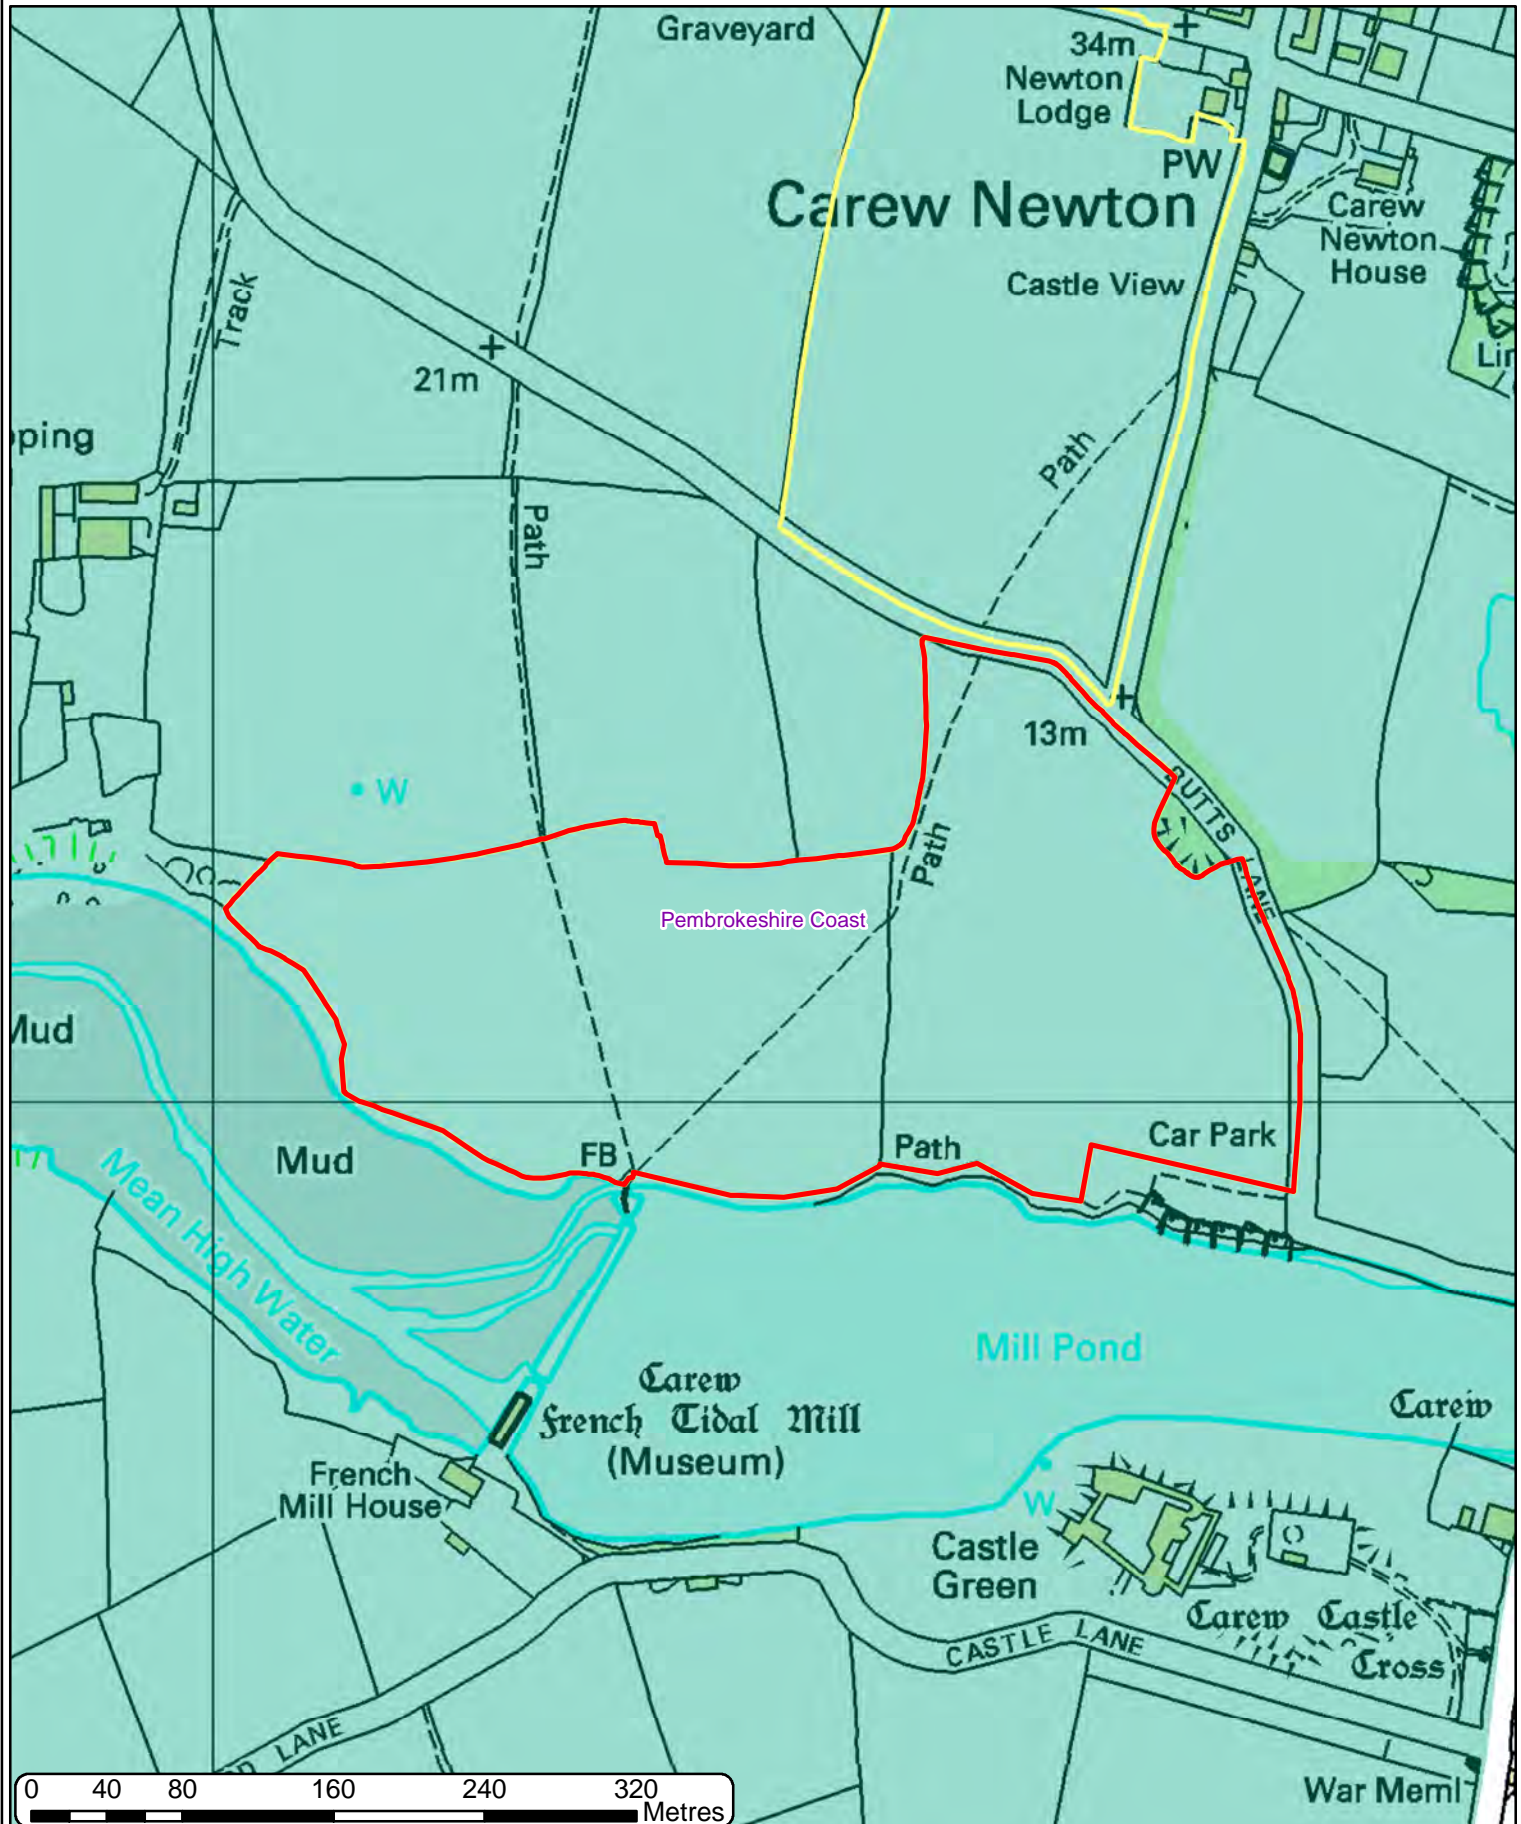 Graveyard
34m
Newton
Lodge
PW
Carew Newton
Carew
Newton
House
Castle View
Track
21m
Path
Path
13m
W
BUTTS LANE
Path
Pembrokeshire Coast
Mud
Mud
FB
Path
Car Park
Mean High Water
Mill Pond
Carew
French Tidal Mill
(Museum)
Carew
French
Mill House
W
Castle
Green
Carew Castle
Cross
CASTLE LANE
LANE
War Meml
0 40 80 160 240 320
Metres